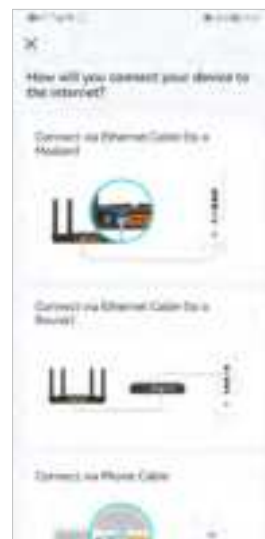 How will you connect your device to
the internet?
Connect via Ethernet Cable (to a
Modem)
Connect via Ethernet Cable (to a
Router)
Connect via Phone Cable